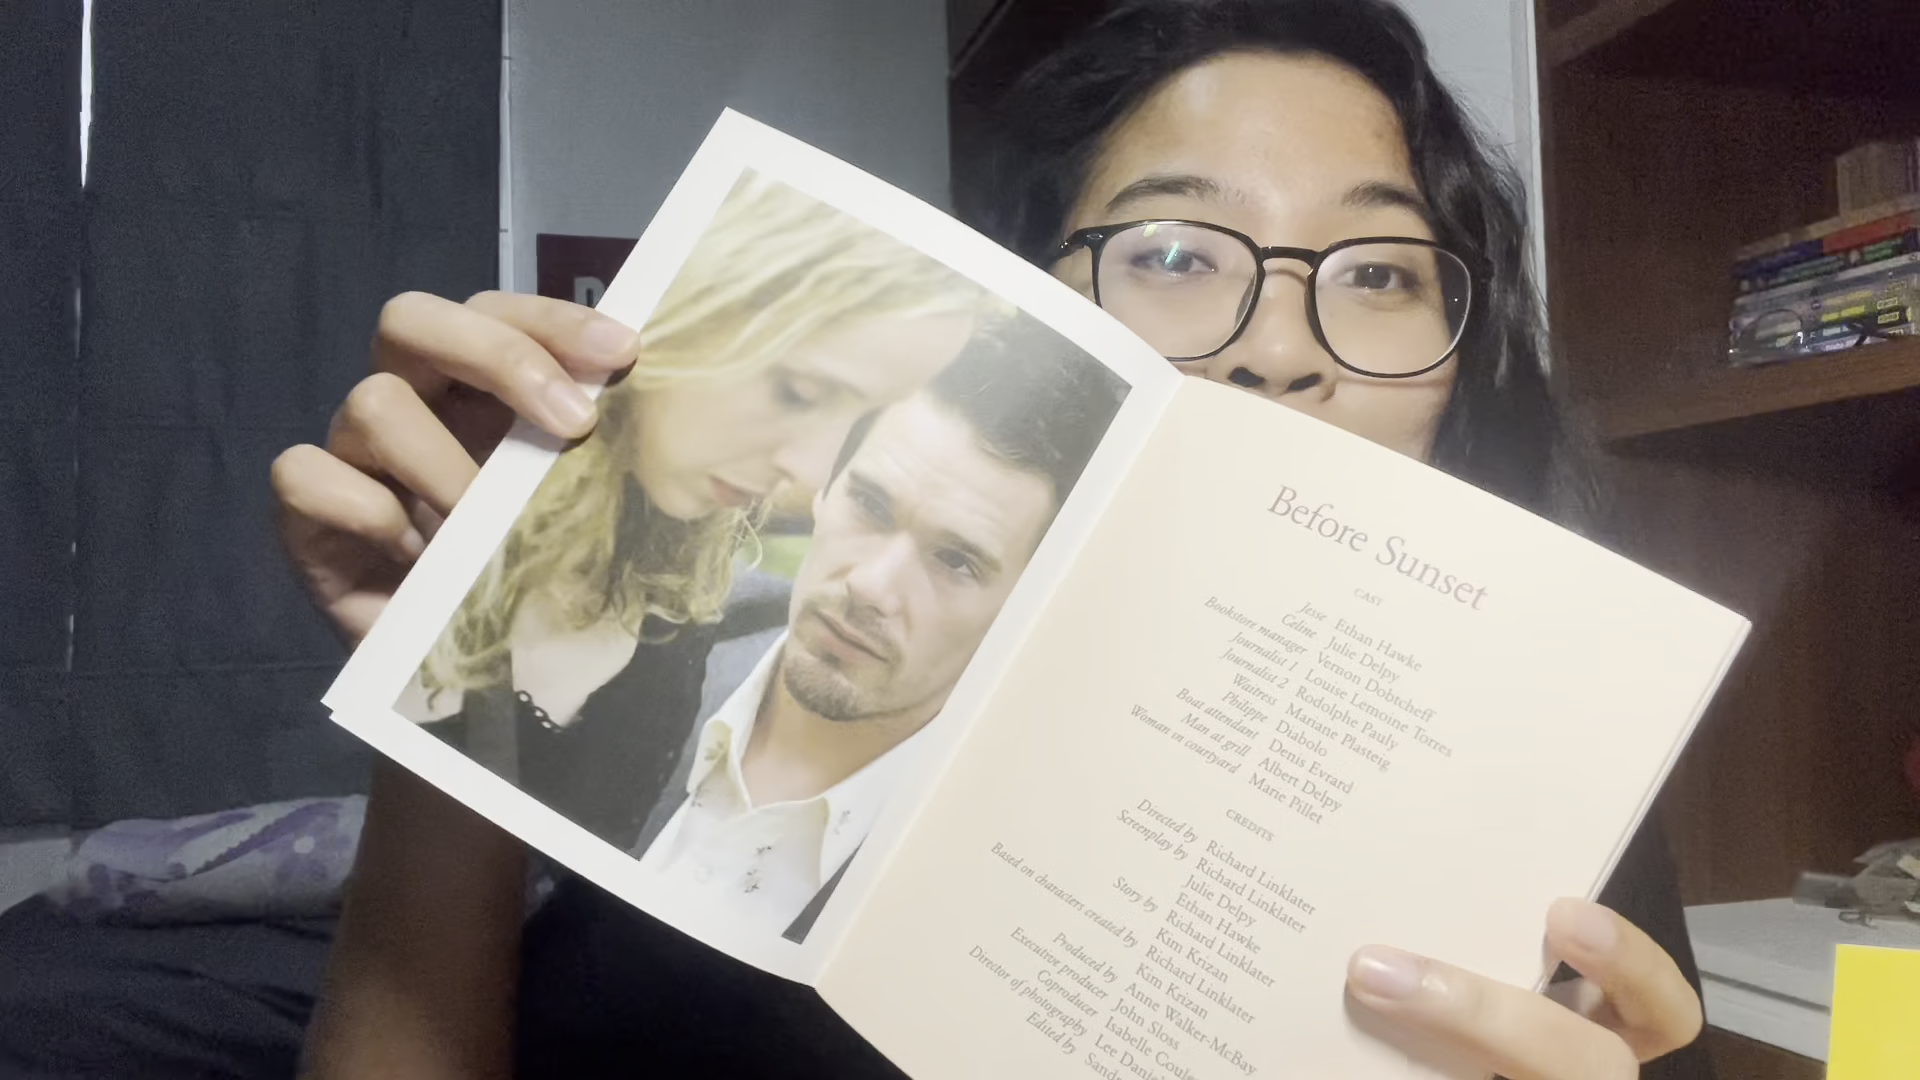 Before Sunset
CAST
Jesse Ethan Hawke
Celine Julie Delpy
Bookstore manager Vernon Dobtcheff
Journalist 1 Louise Lemoine Torres
Journalist 2 Rodolphe Pauly
Waitress Mariane Plasteig
Philippe Diabolo
Boat attendant Denis Evrard
Man at grill Albert Delpy
Woman in courtyard Marie Pillet
CREDITS
Directed by Richard Linklater
Screenplay by Richard Linklater
Julie Delpy
Ethan Hawke
Story by Richard Linklater
Kim Krizan
Based on characters created by Richard Linklater
Kim Krizan
Produced by Anne Walker-McBay
Executive producer John Sloss
Coproducer Isabelle
Director of photography Lee
Edited by